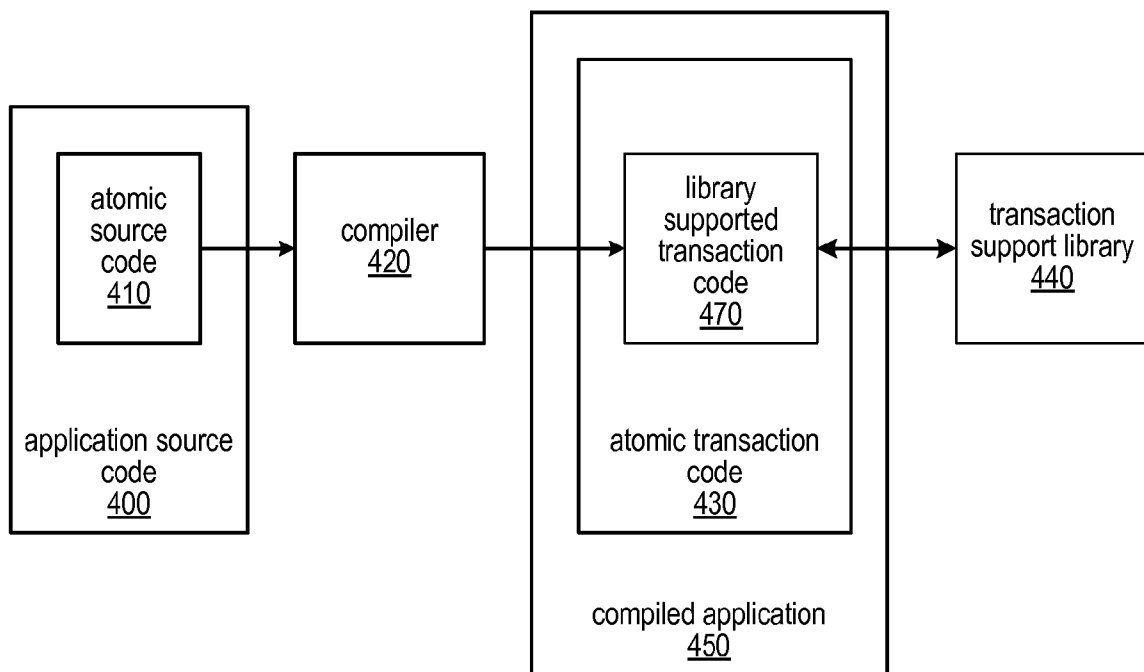 atomic
source
code
410
application source
code
400
compiler
420
library
supported
transaction
code
470
atomic transaction
code
430
compiled application
450
transaction
support library
440